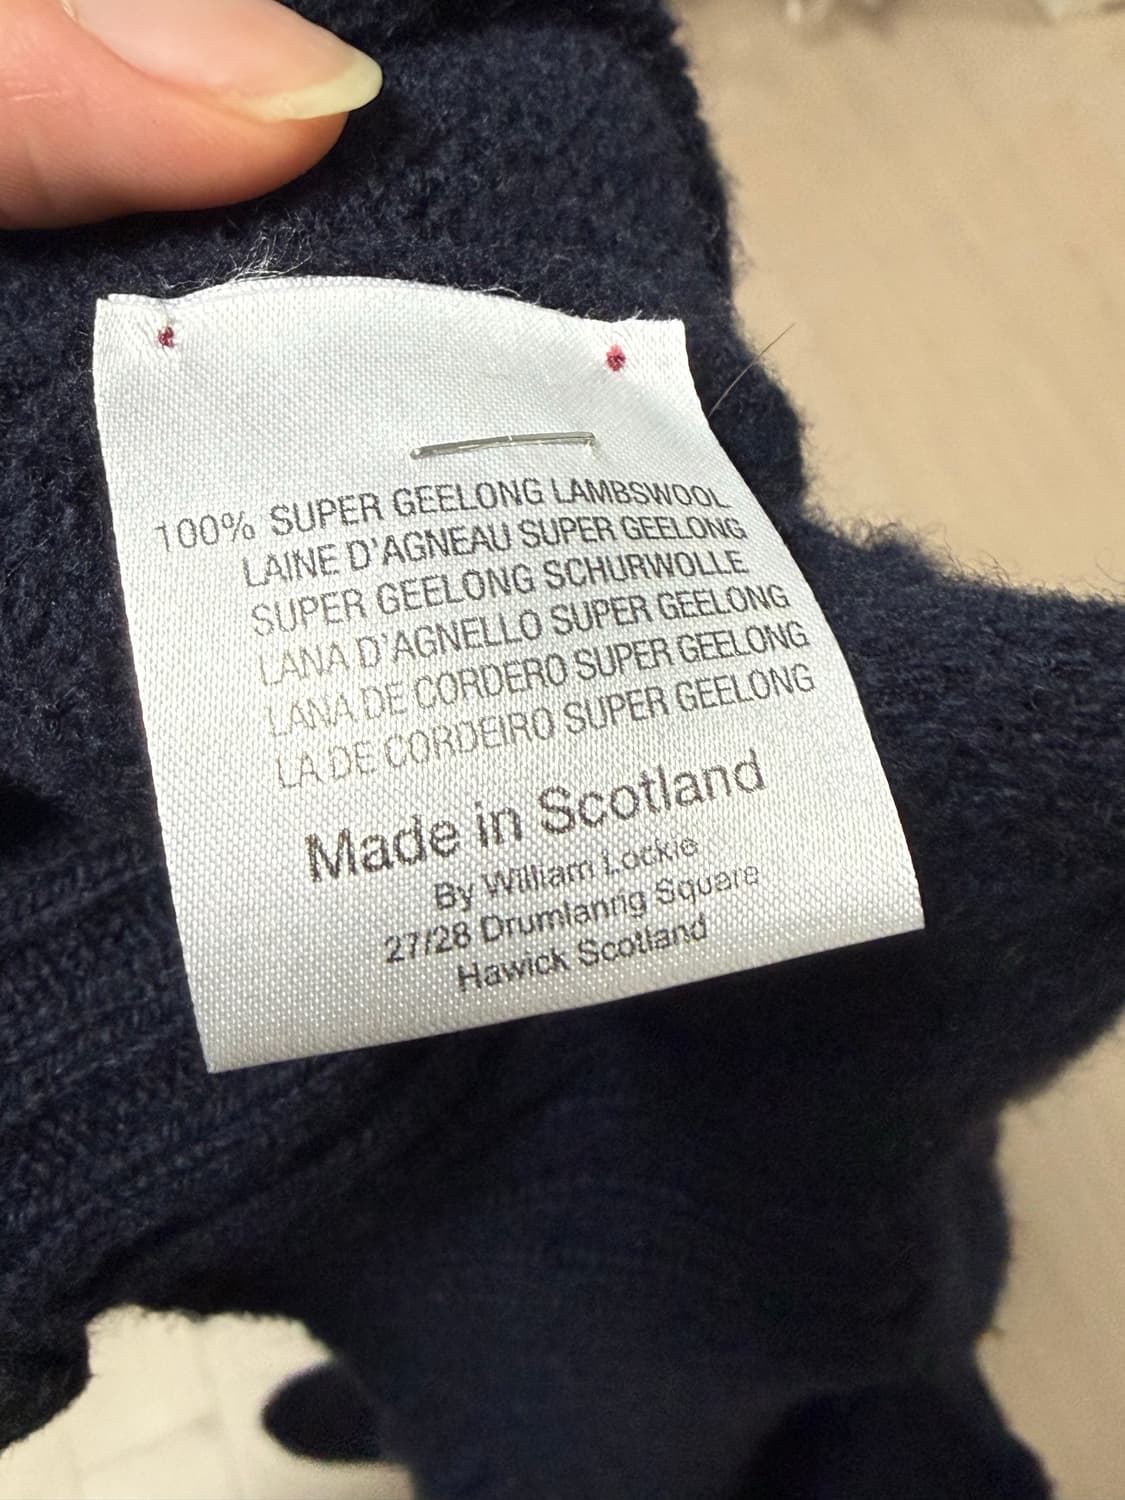 100% SUPER GEELONG LAMBSWOOL
LAINE D'AGNEAU SUPER GEELONG
SUPER GEELONG SCHURWOLLE
LANA D'AGNELLO SUPER GEELONG
LANA DE CORDERO SUPER GEELONG
LA DE CORDEIRO SUPER GEELONG
Made in Scotland
By William Lockie
27/28 Drumlanrig Square
Hawick Scotland